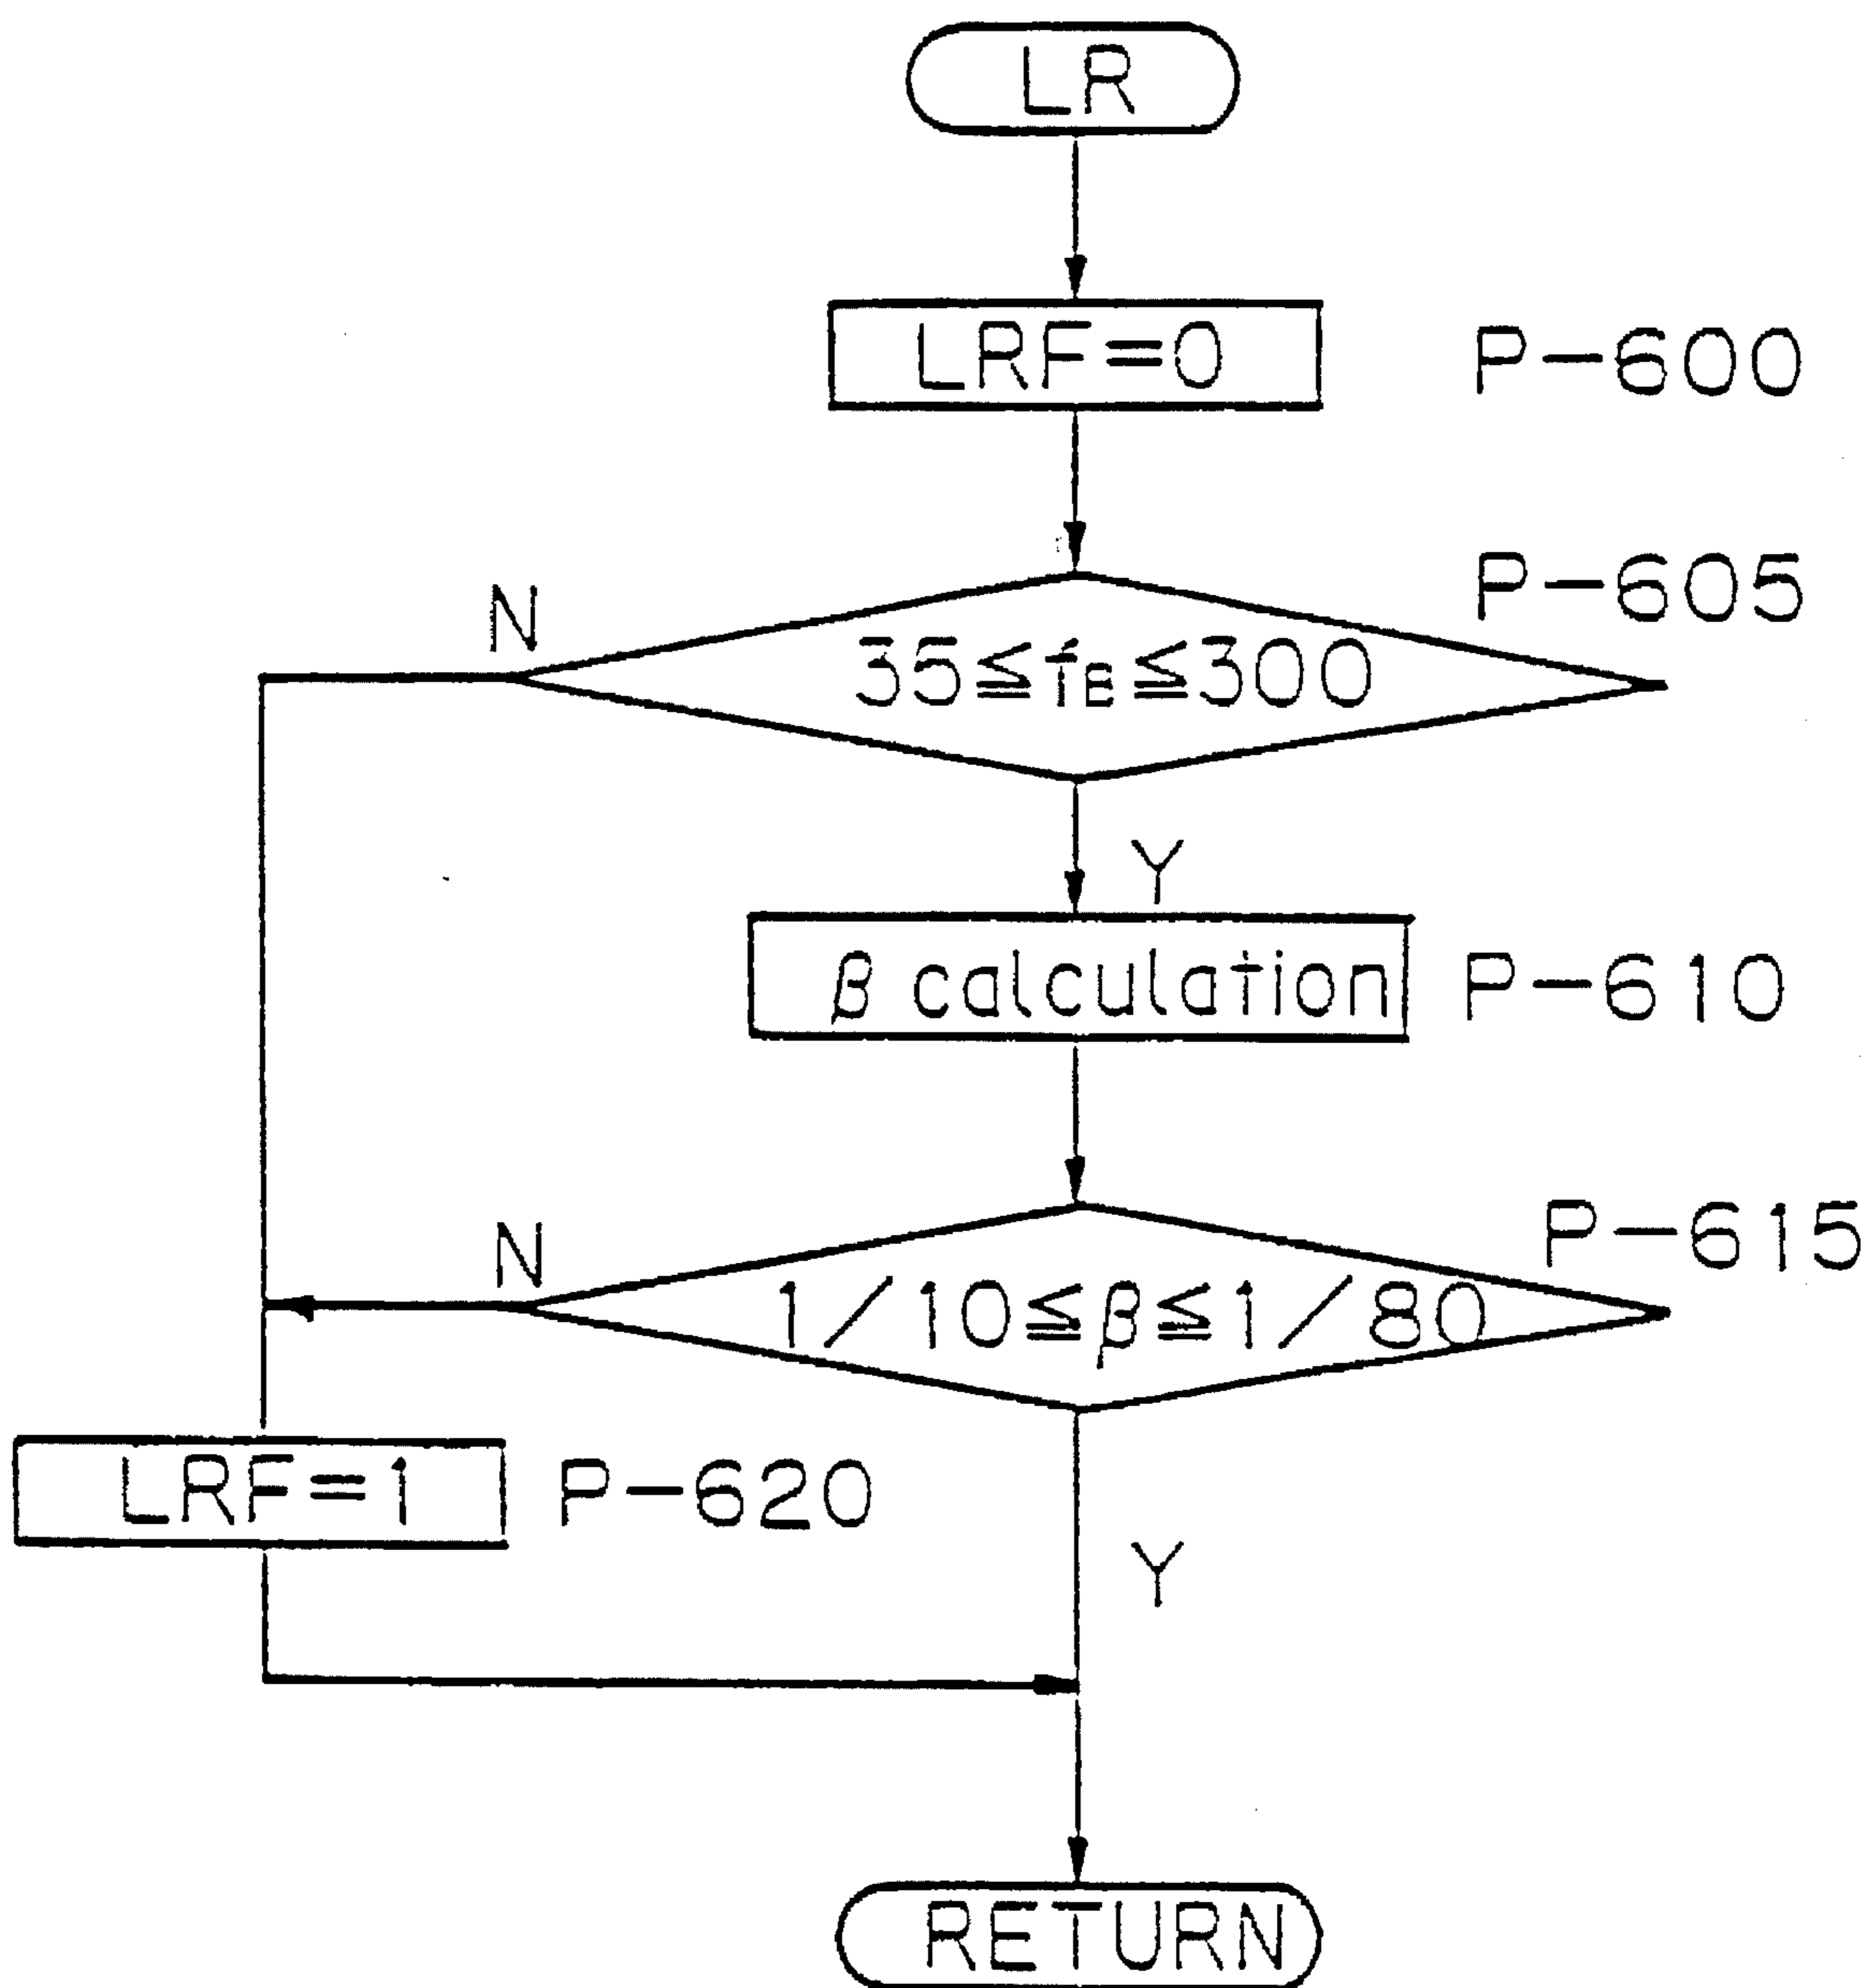 LR
LRF=0
P-600
P-605
N
35≦fB≦300
Y
β calculation
P-610
P-615
N
1/10≦β≦1/80
LRF=1
P-620
Y
RETURN